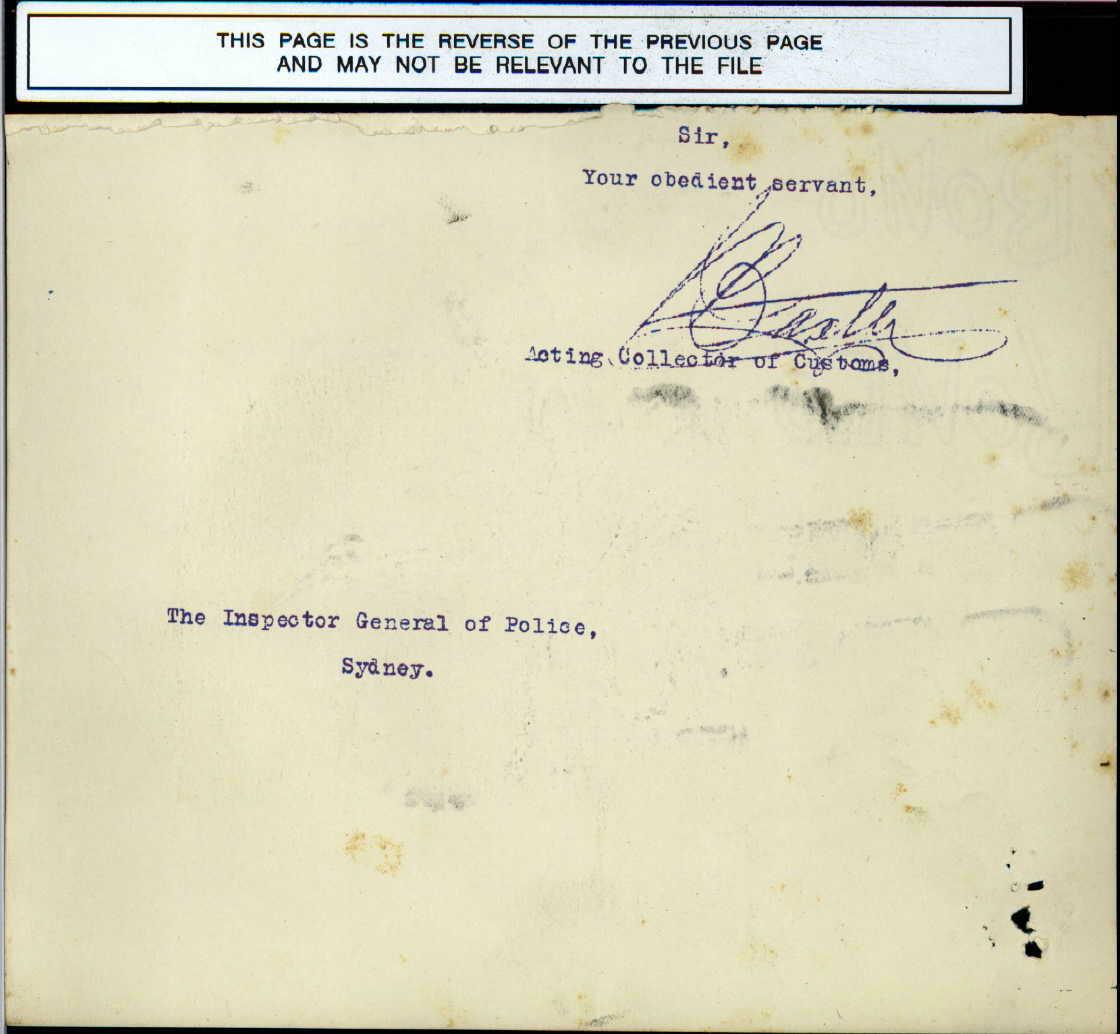 THIS PAGE IS THE REVERSE OF THE PREVIOUS PAGE
AND MAY NOT BE RELEVANT TO THE FILE
Sir,
Your obedient servant,
Acting Collector of Customs,
The Inspector General of Police,
Sydney.